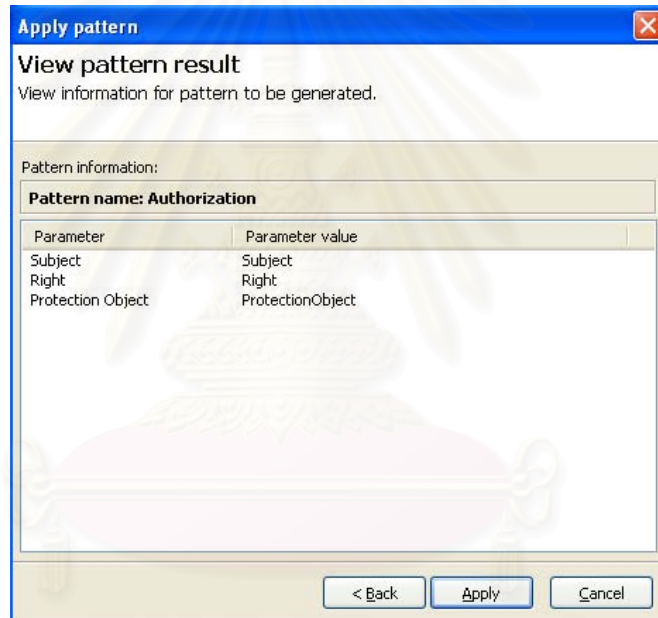 Apply pattern
View pattern result
View information for pattern to be generated.
Pattern information:
Pattern name: Authorization
Parameter Parameter value
Subject Subject
Right Right
Protection Object ProtectionObject
< Back Apply Cancel